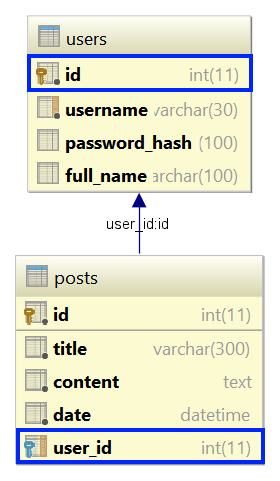 users
id int(11)
username varchar(30)
password_hash (100)
full_name archar(100)
user_id:id
posts
id int(11)
title varchar(300)
content text
date datetime
user_id int(11)